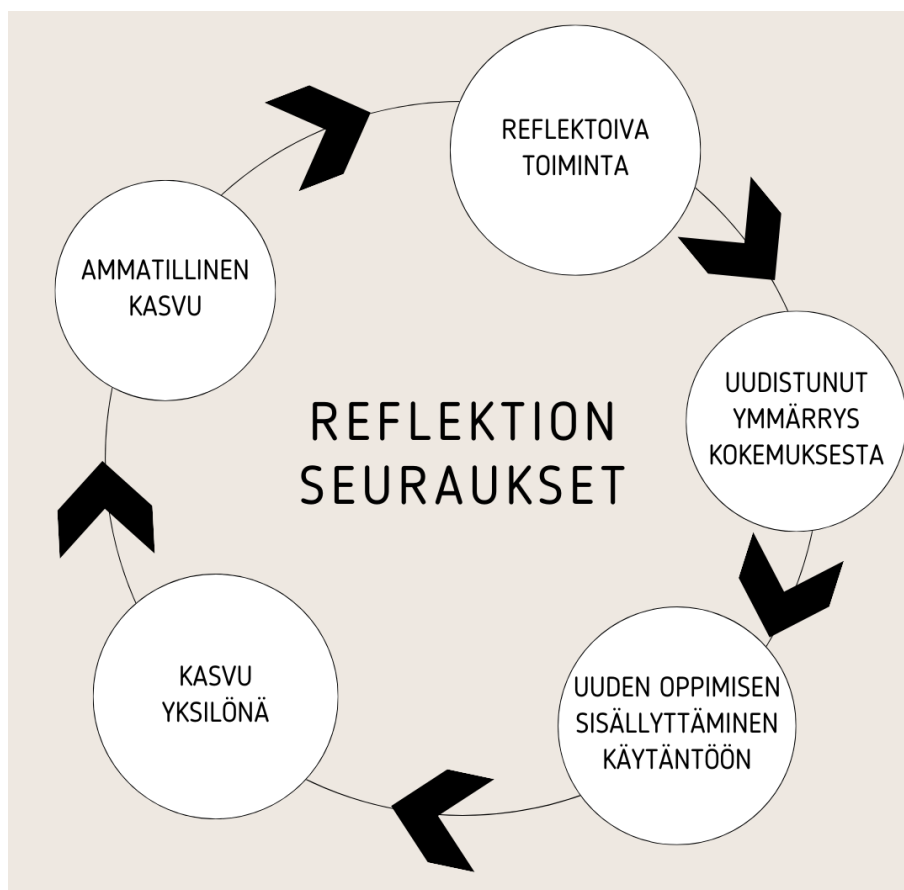 REFLEKTOIVA
TOIMINTA
UUDISTUNUT
YMMÄRRYS
KOKEMUKSESTA
UUDEN OPPIMISEN
SISÄLLYTTÄMINEN
KÄYTÄNTÖÖN
KASVU
YKSILÖNÄ
AMMATILLINEN
KASVU
REFLEKTION
SEURAUKSET